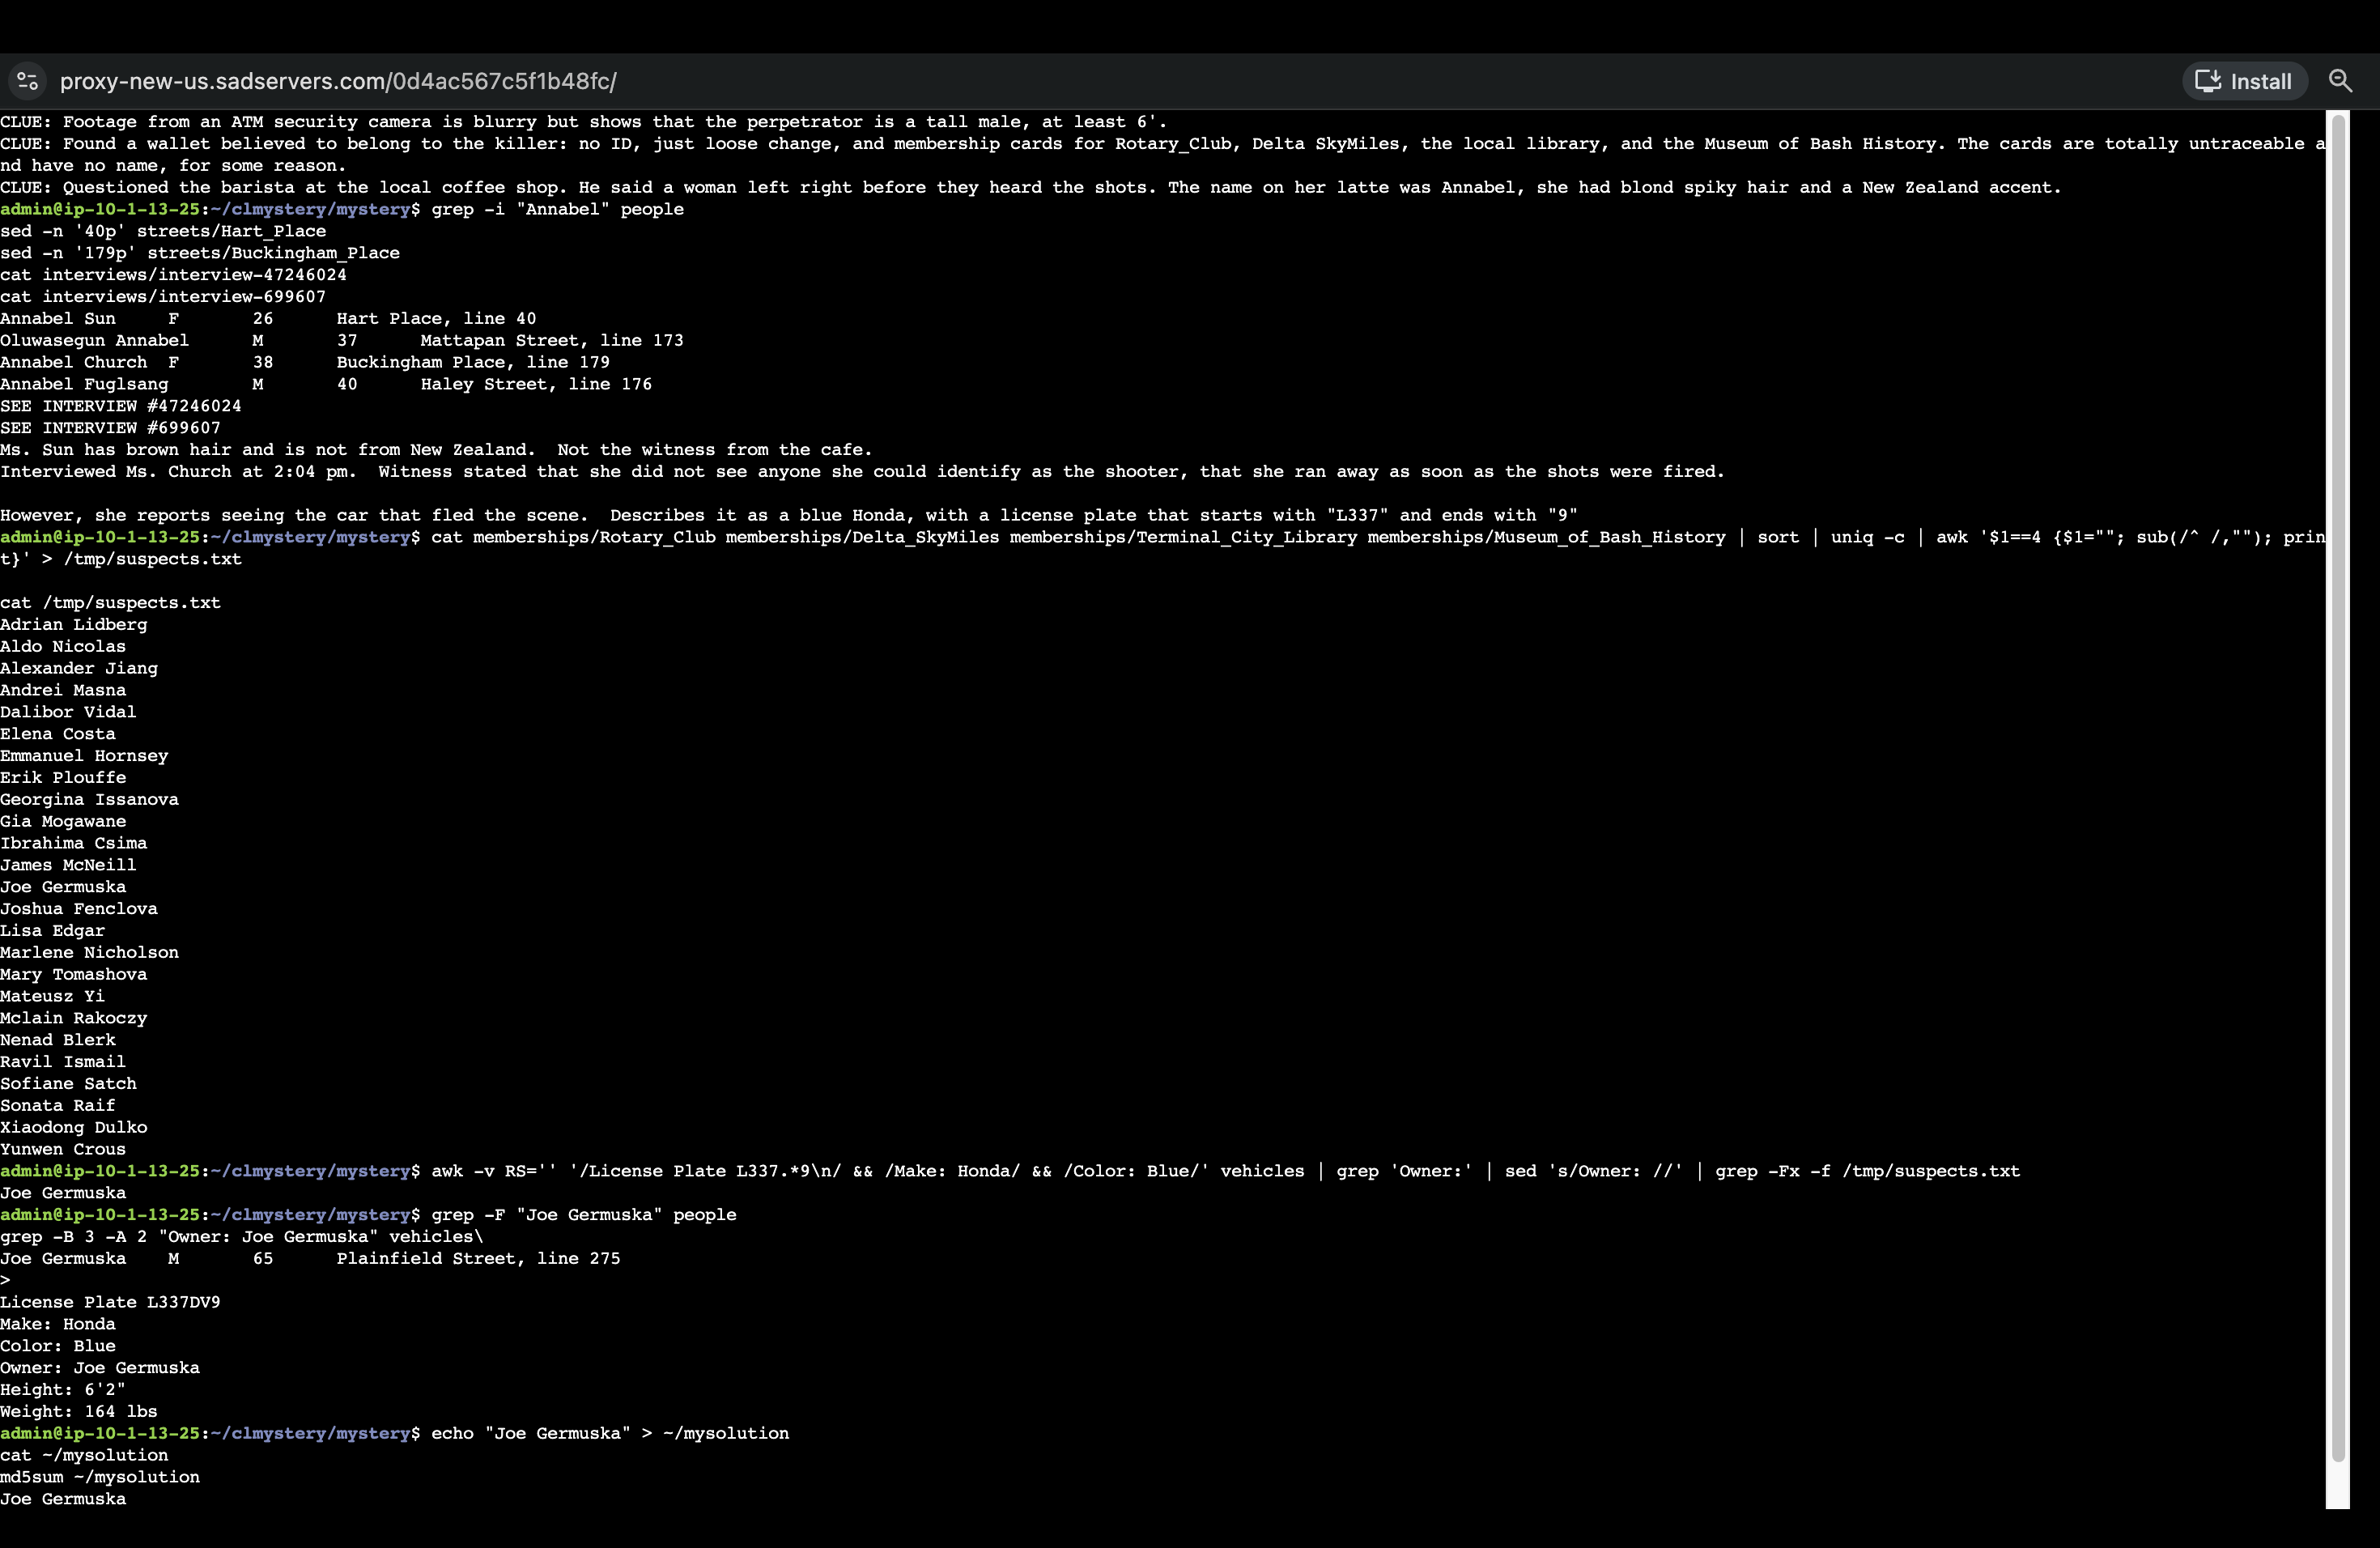 proxy-new-us.sadservers.com/0d4ac567c5f1b48fc/
Install
CLUE: Footage from an ATM security camera is blurry but shows that the perpetrator is a tall male, at least 6'.
CLUE: Found a wallet believed to belong to the killer: no ID, just loose change, and membership cards for Rotary_Club, Delta SkyMiles, the local library, and the Museum of Bash History. The cards are totally untraceable a
nd have no name, for some reason.
CLUE: Questioned the barista at the local coffee shop. He said a woman left right before they heard the shots. The name on her latte was Annabel, she had blond spiky hair and a New Zealand accent.
admin@ip-10-1-13-25:~/clmystery/mystery$ grep -i "Annabel" people
sed -n '40p' streets/Hart_Place
sed -n '179p' streets/Buckingham_Place
cat interviews/interview-47246024
cat interviews/interview-699607
Annabel Sun     F       26      Hart Place, line 40
Oluwasegun Annabel      M       37      Mattapan Street, line 173
Annabel Church  F       38      Buckingham Place, line 179
Annabel Fuglsang        M       40      Haley Street, line 176
SEE INTERVIEW #47246024
SEE INTERVIEW #699607
Ms. Sun has brown hair and is not from New Zealand.  Not the witness from the cafe.
Interviewed Ms. Church at 2:04 pm.  Witness stated that she did not see anyone she could identify as the shooter, that she ran away as soon as the shots were fired.
However, she reports seeing the car that fled the scene.  Describes it as a blue Honda, with a license plate that starts with "L337" and ends with "9"
admin@ip-10-1-13-25:~/clmystery/mystery$ cat memberships/Rotary_Club memberships/Delta_SkyMiles memberships/Terminal_City_Library memberships/Museum_of_Bash_History | sort | uniq -c | awk '$1==4 {$1=""; sub(/^ /,""); prin
t}' > /tmp/suspects.txt
cat /tmp/suspects.txt
Adrian Lidberg
Aldo Nicolas
Alexander Jiang
Andrei Masna
Dalibor Vidal
Elena Costa
Emmanuel Hornsey
Erik Plouffe
Georgina Issanova
Gia Mogawane
Ibrahima Csima
James McNeill
Joe Germuska
Joshua Fenclova
Lisa Edgar
Marlene Nicholson
Mary Tomashova
Mateusz Yi
Mclain Rakoczy
Nenad Blerk
Ravil Ismail
Sofiane Satch
Sonata Raif
Xiaodong Dulko
Yunwen Crous
admin@ip-10-1-13-25:~/clmystery/mystery$ awk -v RS='' '/License Plate L337.*9\n/ && /Make: Honda/ && /Color: Blue/' vehicles | grep 'Owner:' | sed 's/Owner: //' | grep -Fx -f /tmp/suspects.txt
Joe Germuska
admin@ip-10-1-13-25:~/clmystery/mystery$ grep -F "Joe Germuska" people
grep -B 3 -A 2 "Owner: Joe Germuska" vehicles\
Joe Germuska    M       65      Plainfield Street, line 275
>
License Plate L337DV9
Make: Honda
Color: Blue
Owner: Joe Germuska
Height: 6'2"
Weight: 164 lbs
admin@ip-10-1-13-25:~/clmystery/mystery$ echo "Joe Germuska" > ~/mysolution
cat ~/mysolution
md5sum ~/mysolution
Joe Germuska